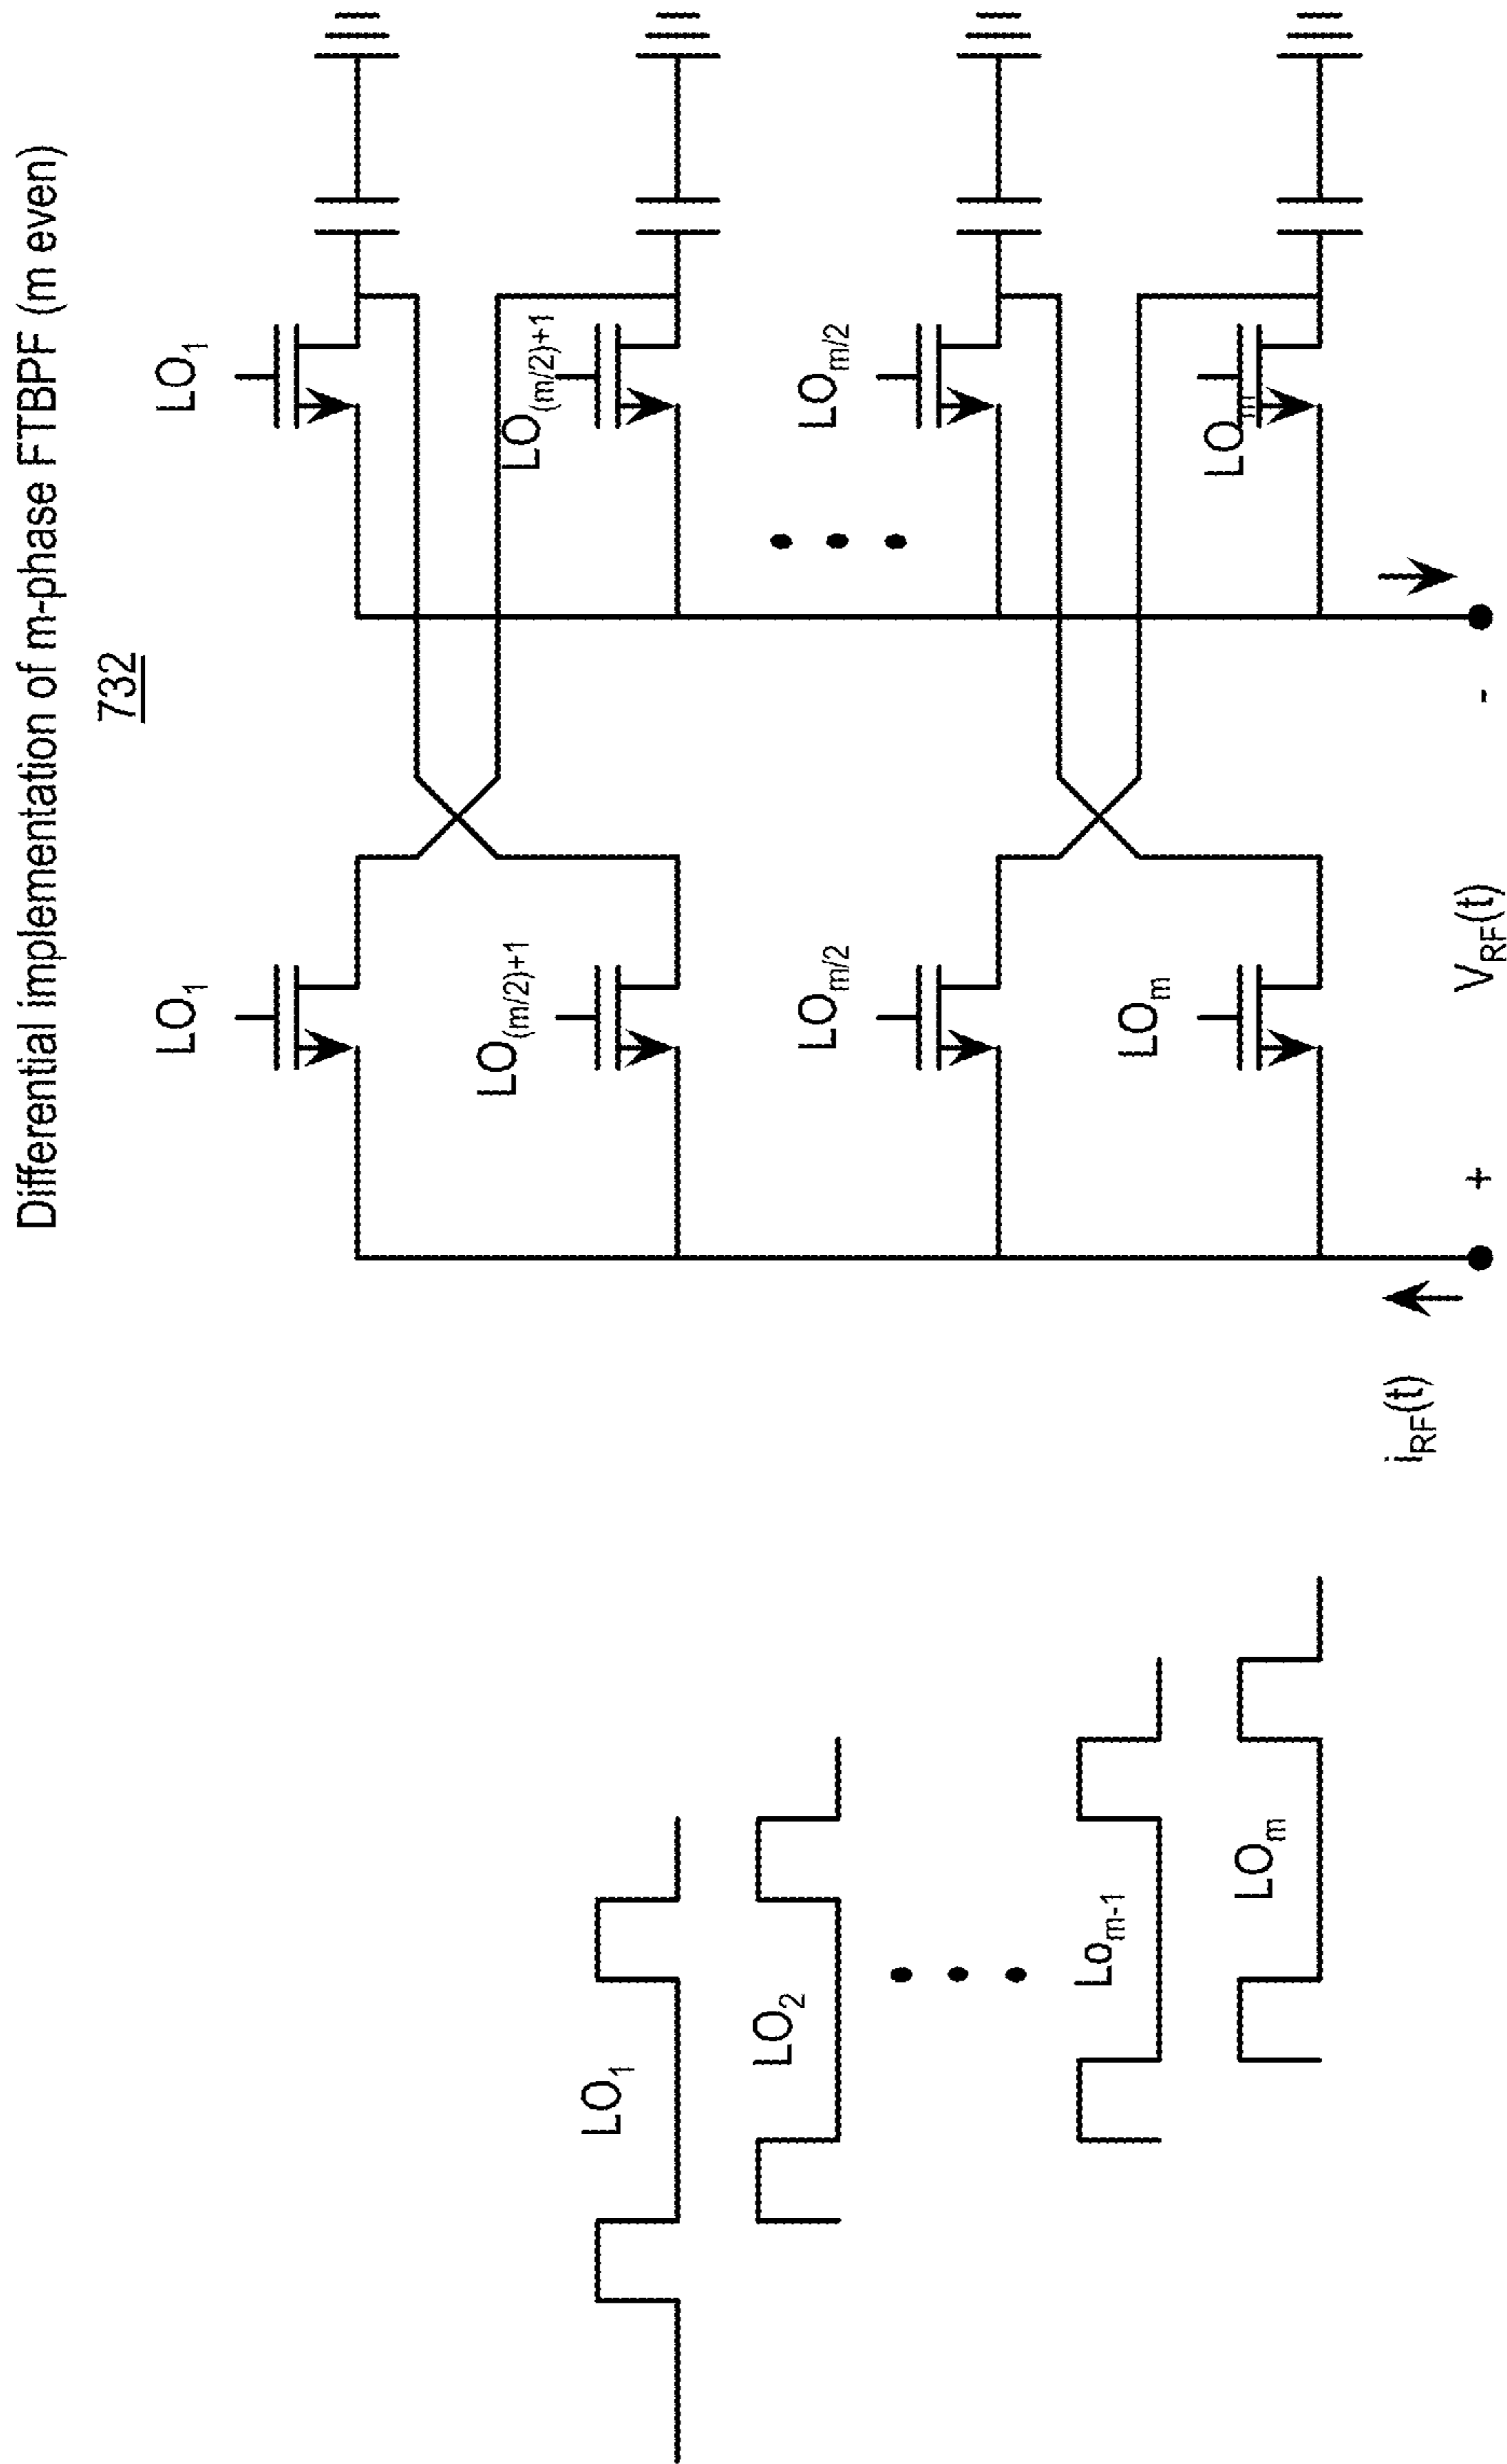 Differential implementation of m-phase FTBPF (m even)
732
LO1
LO(m/2)+1
LOm/2
LOm
LO1
LO(m/2)+1
LOm/2
LOm
iRF(t)
+
VRF(t)
-
LO1
LO2
Lom-1
LOm